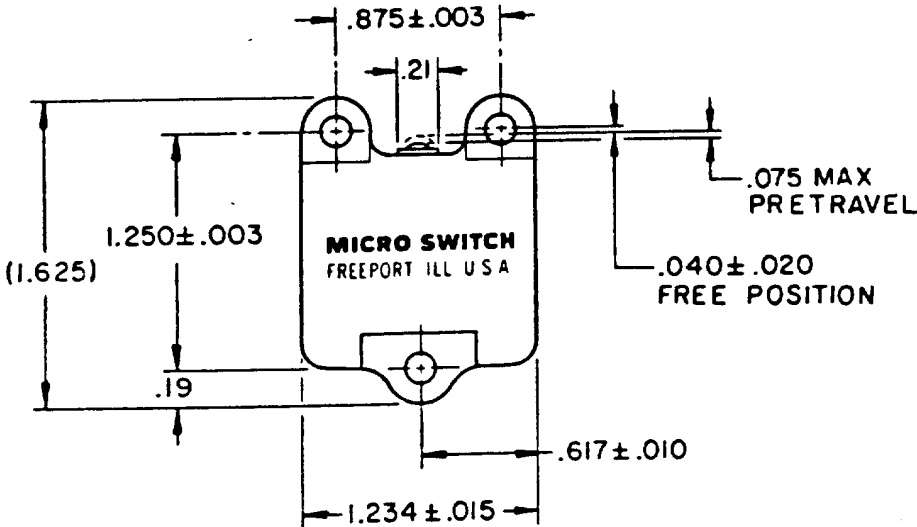 .875±.003
.21
.075 MAX
PRETRAVEL
1.250±.003
MICRO SWITCH
FREEPORT ILL U S A
(1.625)
.040±.020
FREE POSITION
.19
.617±.010
1.234±.015